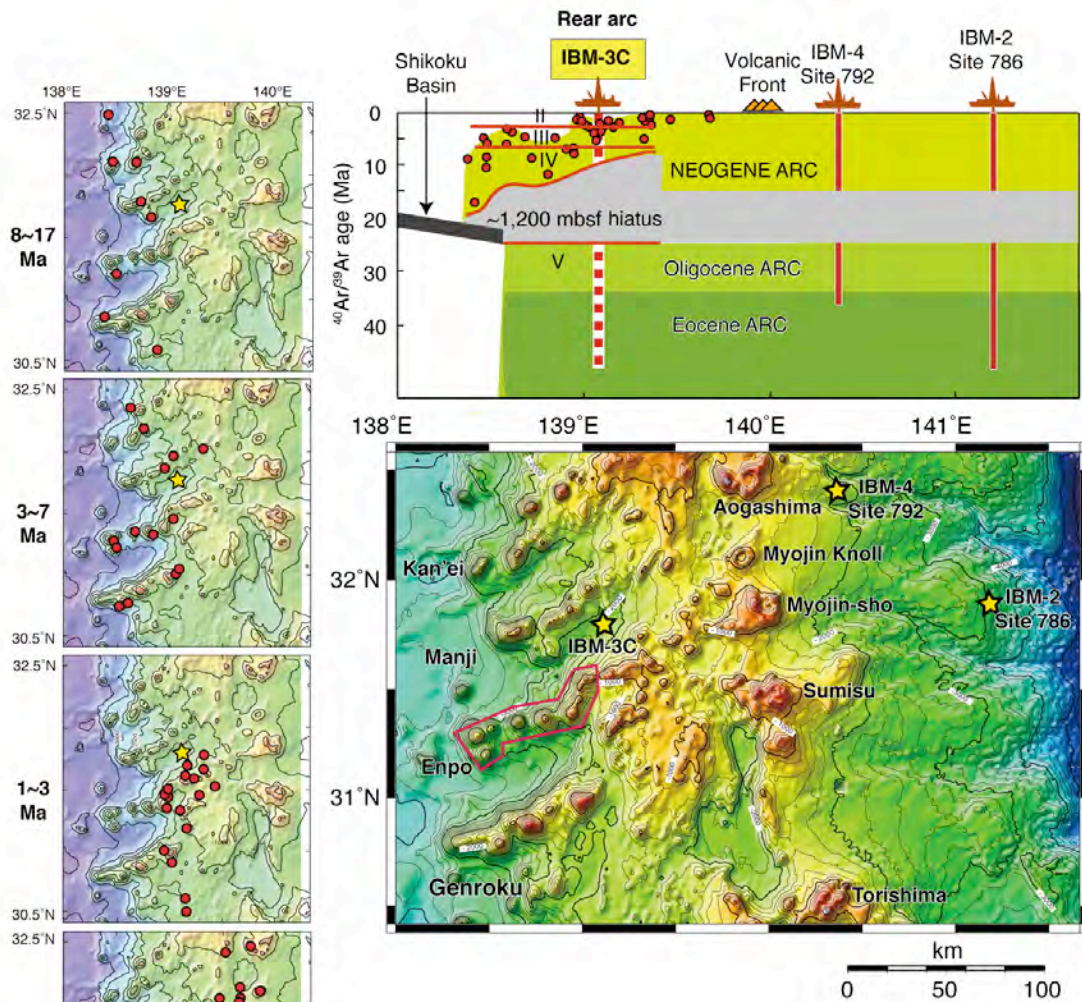 138°E
139°E
140°E
32.5°N
8~17
Ma
30.5°N
32.5°N
3~7
Ma
30.5°N
32.5°N
1~3
Ma
30.5°N
32.5°N
Rear arc
IBM-3C
Shikoku
Basin
Volcanic
Front
IBM-4
Site 792
IBM-2
Site 786
40Ar/39Ar age (Ma)
0
10
20
30
40
II
III
IV
V
NEOGENE ARC
~1,200 mbsf hiatus
Oligocene ARC
Eocene ARC
138°E
139°E
140°E
141°E
32°N
31°N
Aogashima
IBM-4
Site 792
Kan'ei
Myojin Knoll
Myojin-sho
IBM-2
Site 786
IBM-3C
Manji
Sumisu
Enpo
Genroku
Torishima
km
0 50 100